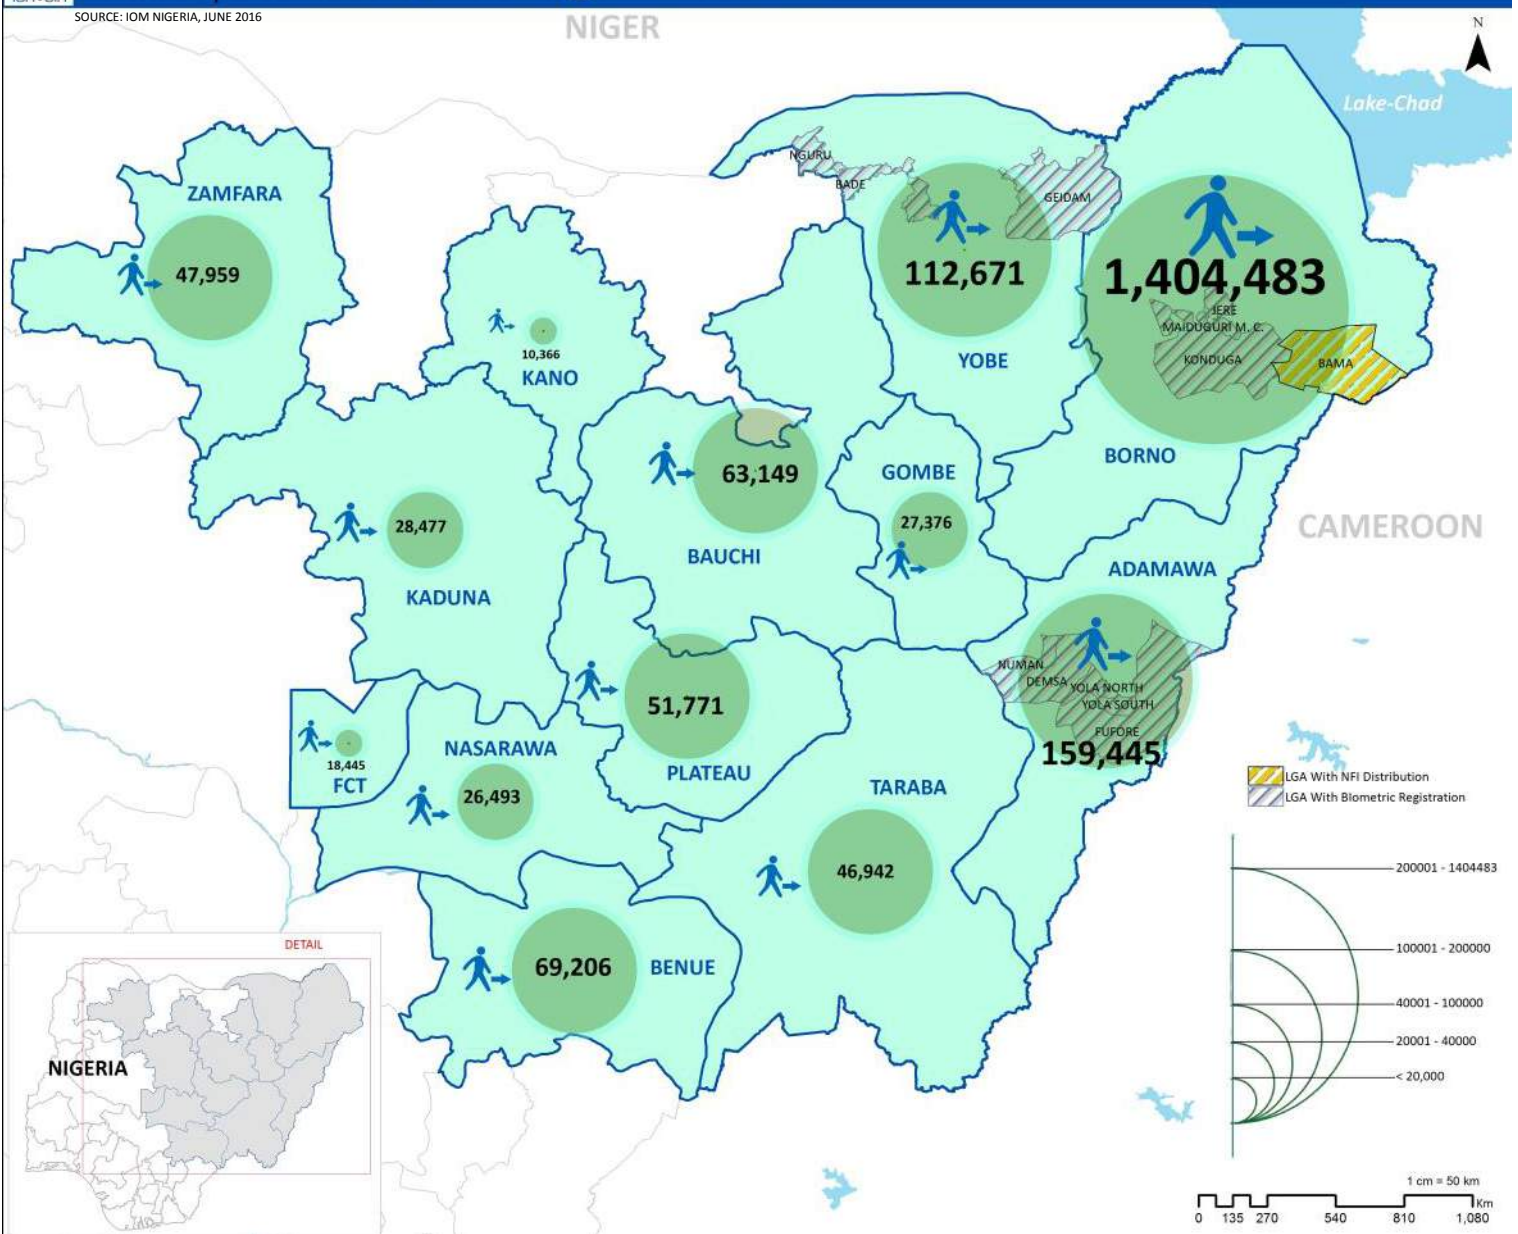 SOURCE: IOM NIGERIA, JUNE 2016
NIGER
N
Lake-Chad
NGURU
BADE
GEIDAM
ZAMFARA
47,959
112,671
1,404,483
JERE
MAIDUGURI M. C.
KONDUGA
BAMA
10,366
KANO
YOBE
BORNO
63,149
GOMBE
27,376
28,477
CAMEROON
BAUCHI
ADAMAWA
KADUNA
NUMAN
DEMSA
YOLA NORTH
YOLA SOUTH
FUFORE
159,445
51,771
18,445
FCT
NASARAWA
26,493
PLATEAU
TARABA
46,942
LGA With NFI Distribution
LGA With BIometric Registration
200001 - 1404483
100001 - 200000
40001 - 100000
20001 - 40000
< 20,000
69,206
BENUE
DETAIL
NIGERIA
1 cm = 50 km
Km
0 135 270 540 810 1,080